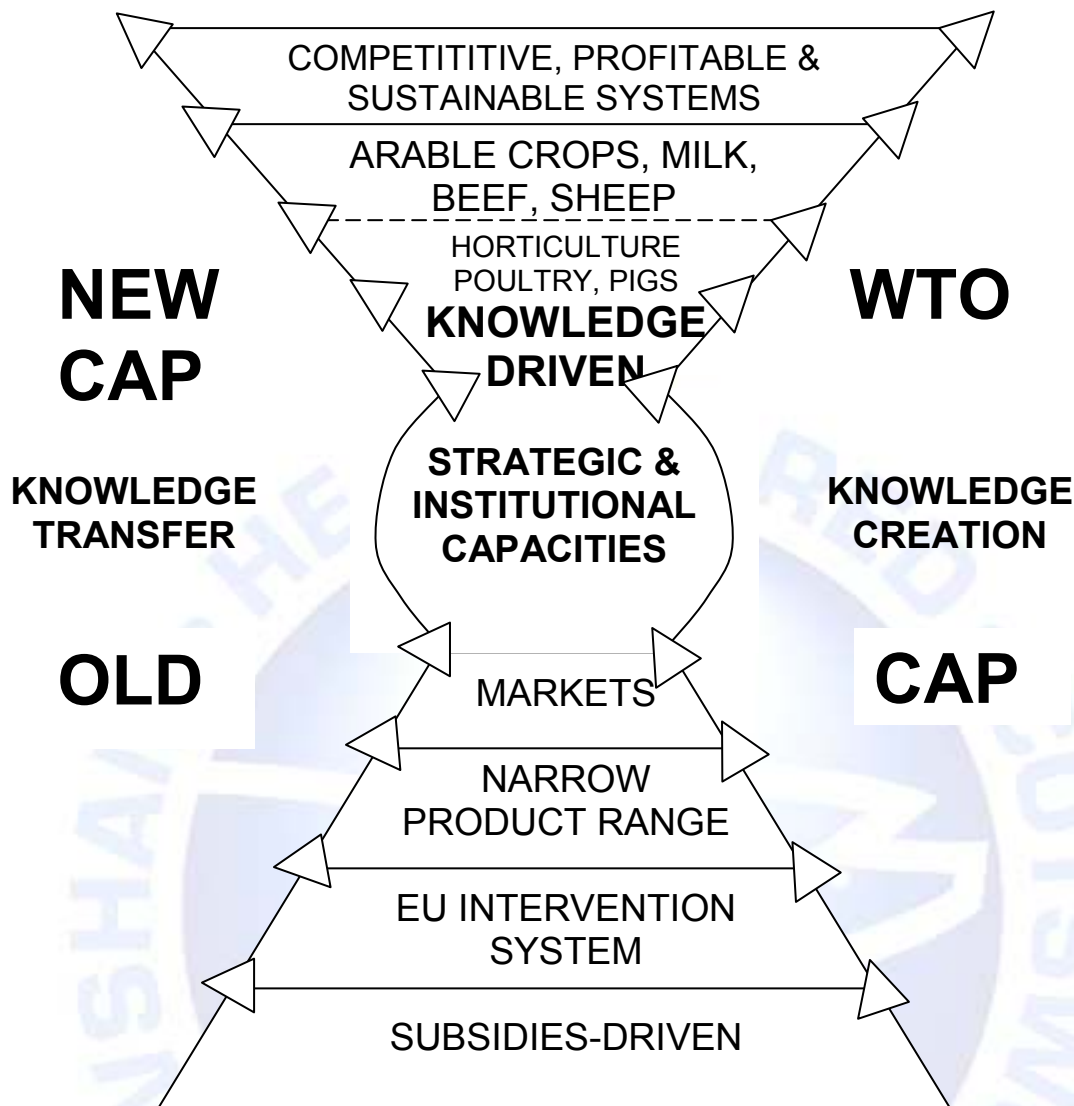 COMPETITITIVE, PROFITABLE &
SUSTAINABLE SYSTEMS
ARABLE CROPS, MILK,
BEEF, SHEEP
HORTICULTURE
POULTRY, PIGS
NEW
CAP
WTO
KNOWLEDGE
DRIVEN
STRATEGIC &
INSTITUTIONAL
CAPACITIES
KNOWLEDGE
TRANSFER
KNOWLEDGE
CREATION
OLD
CAP
MARKETS
NARROW
PRODUCT RANGE
EU INTERVENTION
SYSTEM
SUBSIDIES-DRIVEN